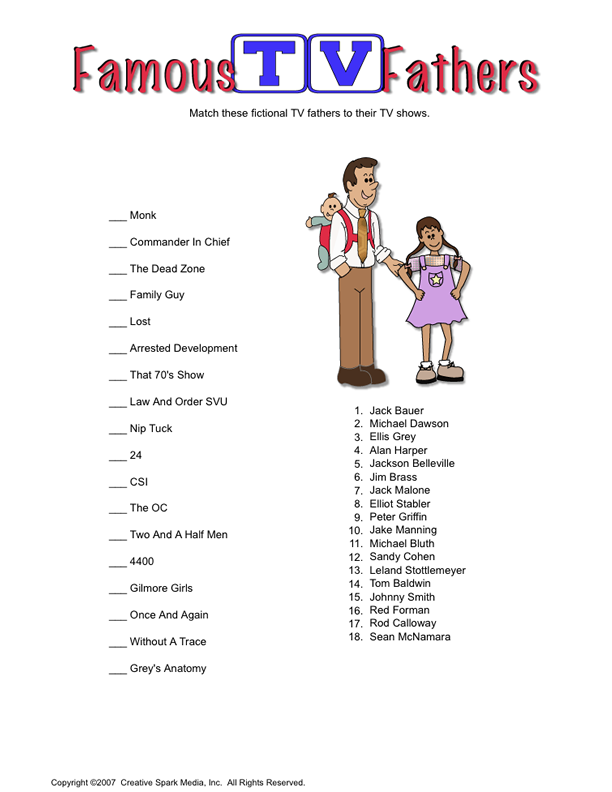 Famous TV Fathers
Match these fictional TV fathers to their TV shows.
___ Monk
___ Commander In Chief
___ The Dead Zone
___ Family Guy
___ Lost
___ Arrested Development
___ That 70's Show
___ Law And Order SVU
___ Nip Tuck
___ 24
___ CSI
___ The OC
___ Two And A Half Men
___ 4400
___ Gilmore Girls
___ Once And Again
___ Without A Trace
___ Grey's Anatomy
1. Jack Bauer
2. Michael Dawson
3. Ellis Grey
4. Alan Harper
5. Jackson Belleville
6. Jim Brass
7. Jack Malone
8. Elliot Stabler
9. Peter Griffin
10. Jake Manning
11. Michael Bluth
12. Sandy Cohen
13. Leland Stottlemeyer
14. Tom Baldwin
15. Johnny Smith
16. Red Forman
17. Rod Calloway
18. Sean McNamara
Copyright ©2007 Creative Spark Media, Inc. All Rights Reserved.